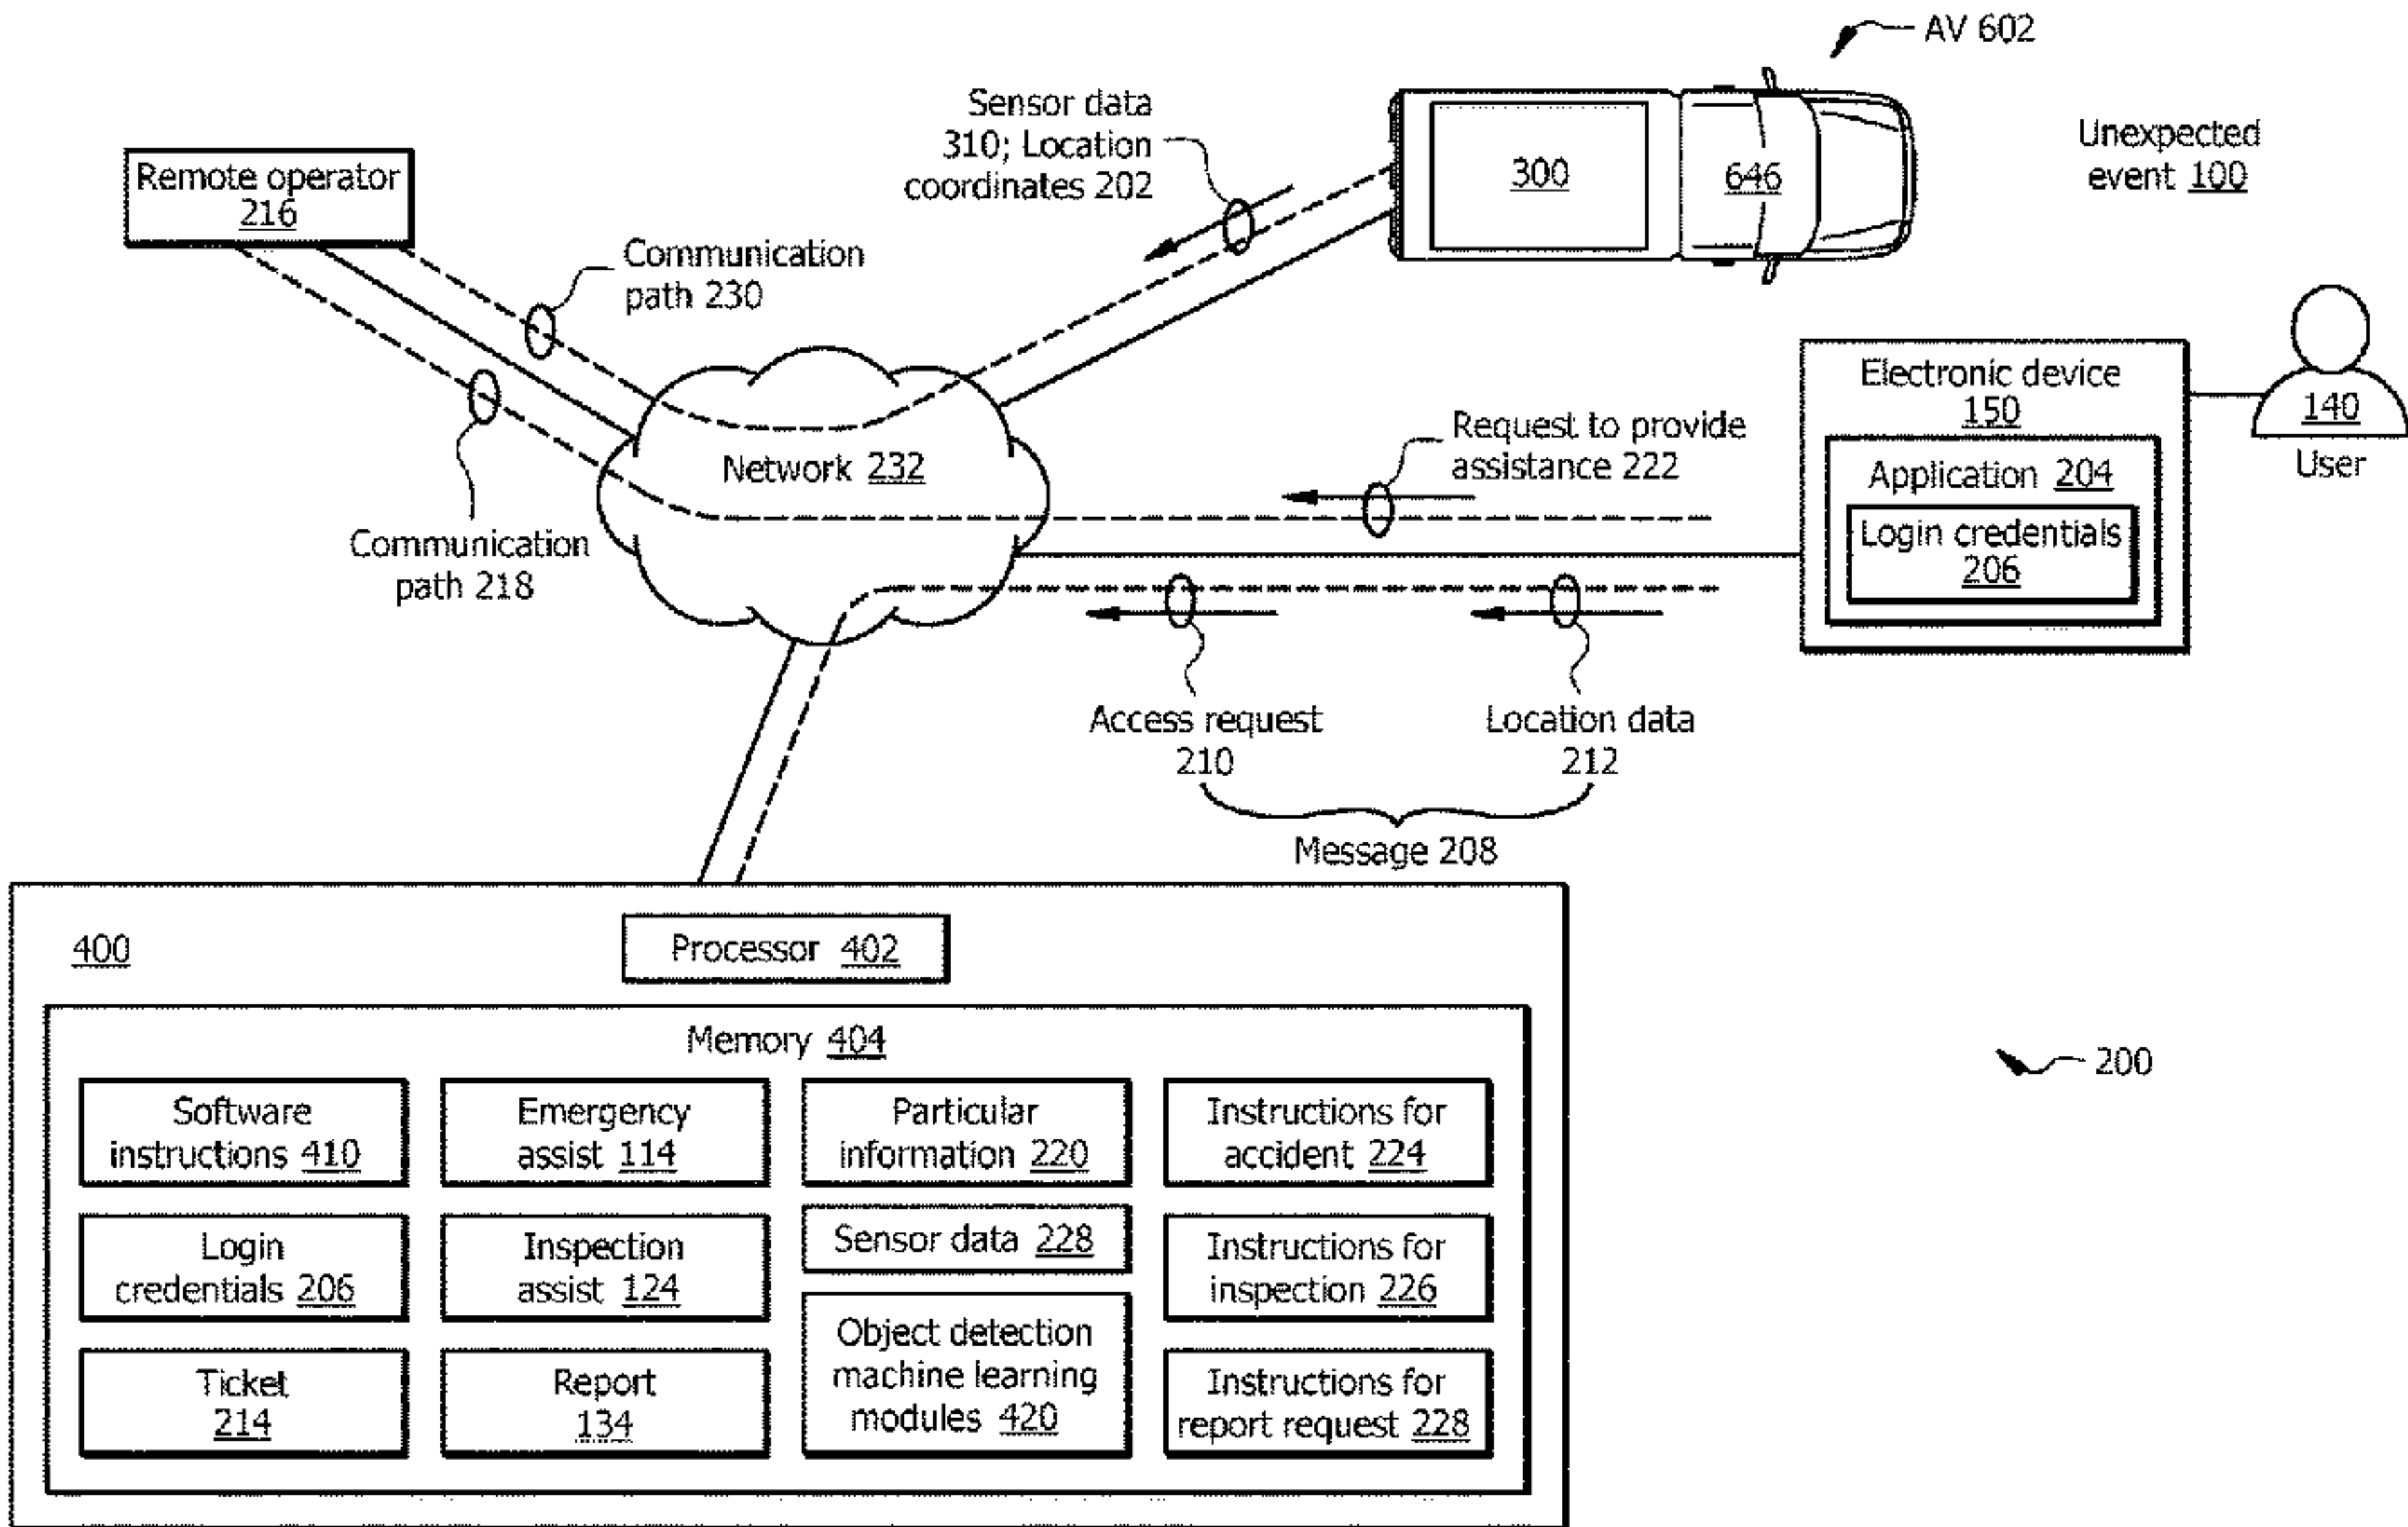 AV 602
Sensor data
310; Location
coordinates 202
300
646
Unexpected
event 100
Remote operator
216
Communication
path 230
Electronic device
150
140
User
Application 204
Login credentials
206
Request to provide
assistance 222
Network 232
Communication
path 218
Access request
210
Location data
212
Message 208
400
Processor 402
Memory 404
200
Software
instructions 410
Emergency
assist 114
Particular
information 220
Instructions for
accident 224
Login
credentials 206
Inspection
assist 124
Sensor data 228
Instructions for
inspection 226
Ticket
214
Report
134
Object detection
machine learning
modules 420
Instructions for
report request 228